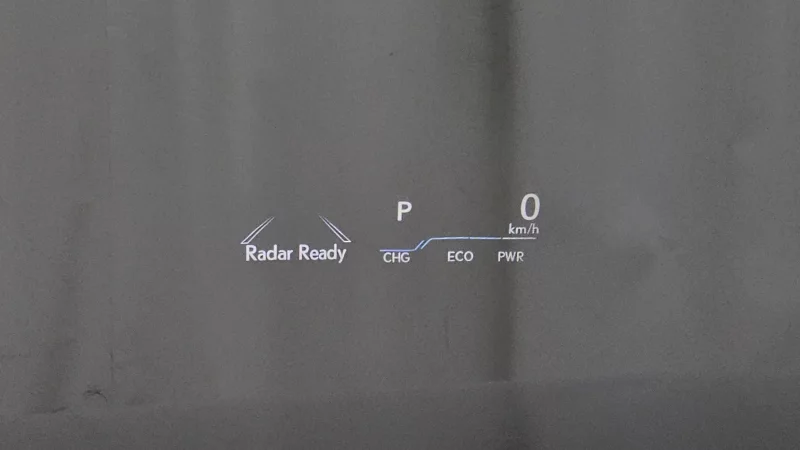 P
0
km/h
Radar Ready
CHG ECO PWR